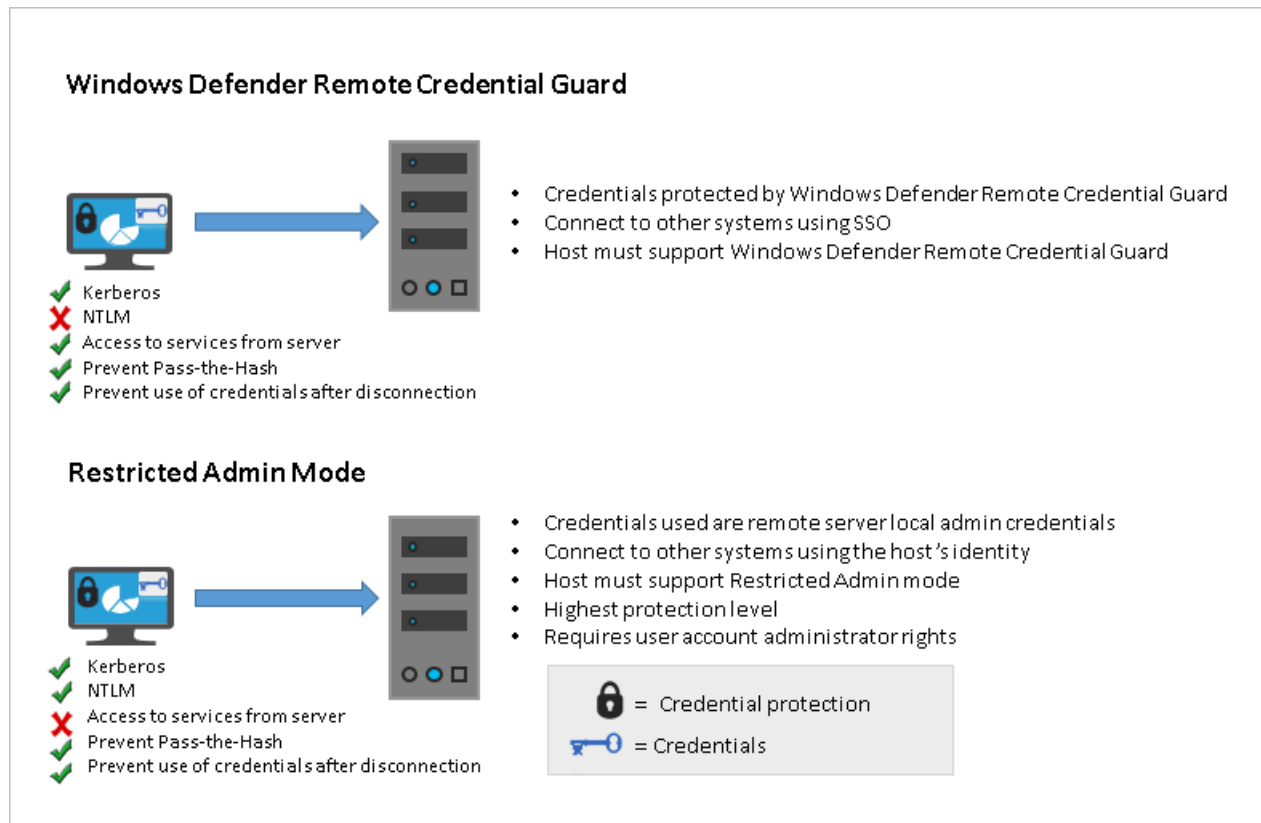 Windows Defender Remote Credential Guard
• Credentials protected by Windows Defender Remote Credential Guard
• Connect to other systems using SSO
• Host must support Windows Defender Remote Credential Guard
Kerberos
NTLM
Access to services from server
Prevent Pass-the-Hash
Prevent use of credentials after disconnection
Restricted Admin Mode
• Credentials used are remote server local admin credentials
• Connect to other systems using the host's identity
• Host must support Restricted Admin mode
• Highest protection level
• Requires user account administrator rights
Kerberos
NTLM
Access to services from server
Prevent Pass-the-Hash
Prevent use of credentials after disconnection
= Credential protection
= Credentials